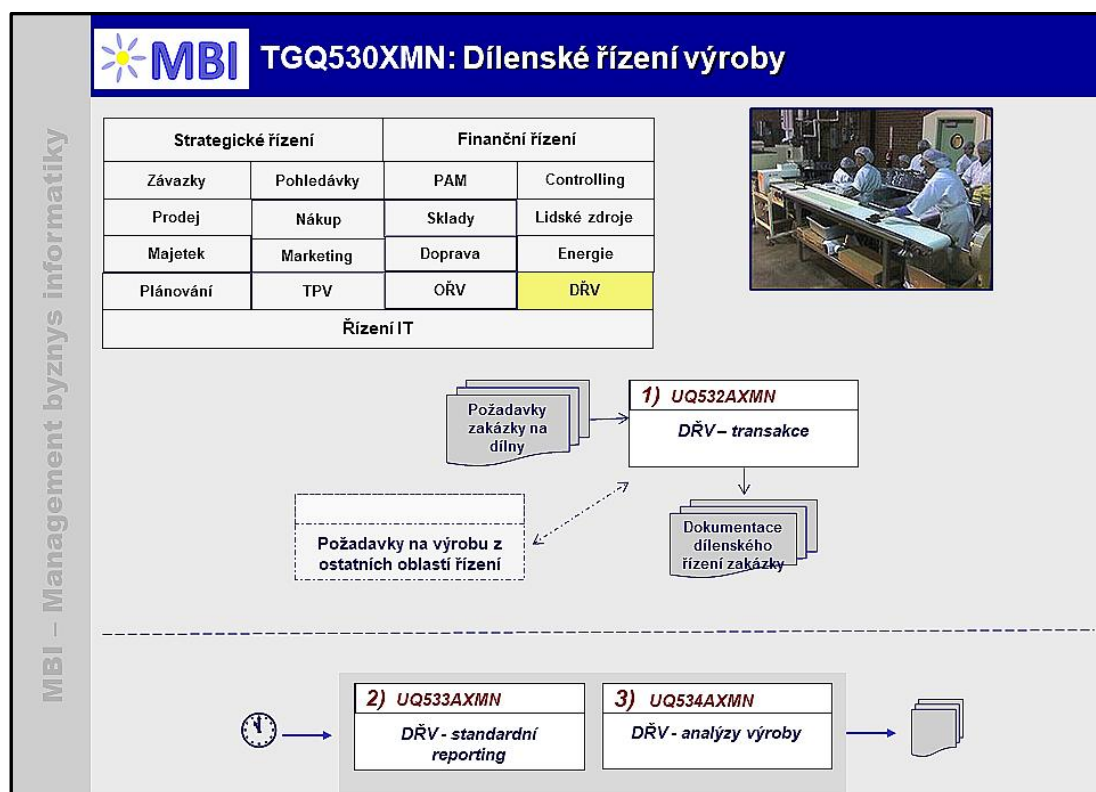 MBI
TGQ530XMN: Dílenské řízení výroby
MBI – Management byznys informatiky
Strategické řízení
Finanční řízení
Závazky
Pohledávky
PAM
Controlling
Prodej
Nákup
Sklady
Lidské zdroje
Majetek
Marketing
Doprava
Energie
Plánování
TPV
OŘV
DŘV
Řízení IT
Požadavky
zakázky na
dílny
1) UQ532AXMN
DŘV – transakce
Požadavky na výrobu z
ostatních oblastí řízení
Dokumentace
dílenského
řízení zakázky
2) UQ533AXMN
DŘV - standardní
reporting
3) UQ534AXMN
DŘV - analýzy výroby